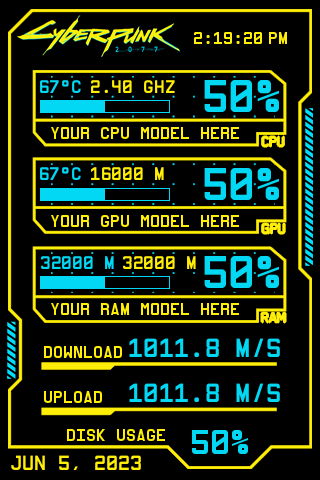 Cyberpunk 2:19:20 PM
2077
67°C 2.40 GHZ 50%
YOUR CPU MODEL HERE CPU
67°C 16000 M 50%
YOUR GPU MODEL HERE GPU
32000 M 32000 M 50%
YOUR RAM MODEL HERE RAM
DOWNLOAD 1011.8 M/S
UPLOAD 1011.8 M/S
DISK USAGE 50%
JUN 5, 2023